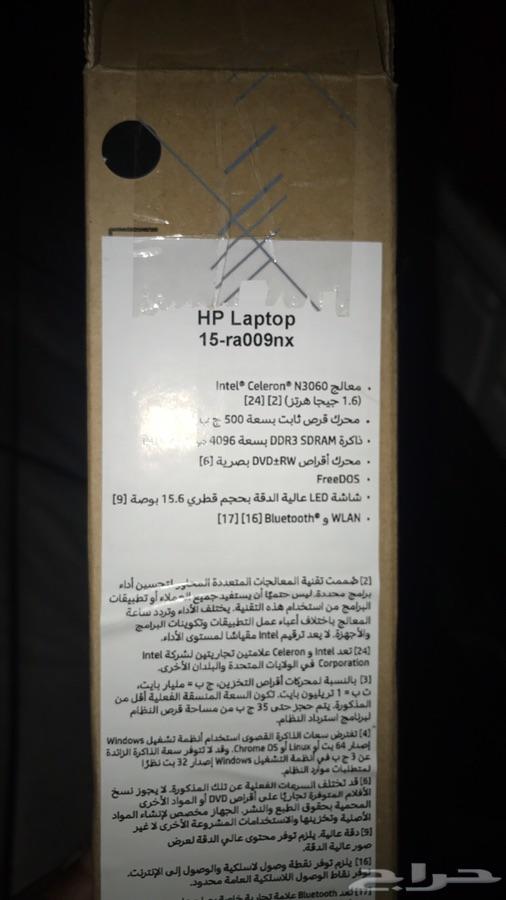 HP Laptop
15-ra009nx
• معالج Intel® Celeron® N3060
(1.6 جيجا هرتز) [2] [24]
• محرك قرص ثابت بسعة 500 ج ب
• ذاكرة DDR3 SDRAM بسعة 4096
• محرك أقراص DVD±RW بصرية [6]
• FreeDOS
• شاشة LED عالية الدقة بحجم قطري 15.6 بوصة [9]
• WLAN و Bluetooth® [16] [17]
[2] صُممت تقنية المعالجات المتعددة المحاور لتحسين أداء
برامج محددة. ليس حتميًا أن يستفيد جميع العملاء أو تطبيقات
البرامج من استخدام هذه التقنية. يختلف الأداء وتردد ساعة
المعالج باختلاف أعباء عمل التطبيقات وتكوينات البرامج
والأجهزة. لا يعد ترقيم Intel مقياسًا لمستوى الأداء.
[24] تعد Intel و Celeron علامتين تجاريتين لشركة Intel
Corporation في الولايات المتحدة والبلدان الأخرى.
[3] بالنسبة لمحركات أقراص التخزين، ج ب = مليار بايت،
ت ب = 1 تريليون بايت. تكون السعة المنسقة الفعلية أقل من
المذكورة. يتم حجز حتى 35 ج ب من مساحة قرص النظام
لبرنامج استرداد النظام.
[4] تفترض سعات الذاكرة القصوى استخدام أنظمة تشغيل Windows
إصدار 64 بت أو Linux أو Chrome OS. وقد لا تتوفر سعة الذاكرة الزائدة
عن 3 ج ب في أنظمة التشغيل Windows إصدار 32 بت نظرًا
لمتطلبات موارد النظام.
[6] قد تختلف السرعات الفعلية عن تلك المذكورة. لا يجوز نسخ
الأفلام المتوفرة تجاريًا على أقراص DVD أو المواد الأخرى
المحمية بحقوق الطبع والنشر. الجهاز مخصص لإنشاء المواد
الأصلية وتخزينها والاستخدامات المشروعة الأخرى لا غير
[9] دقة عالية. يلزم توفر محتوى عالي الدقة لعرض
صور عالية الدقة.
[16] يلزم توفر نقطة وصول لاسلكية والوصول إلى الإنترنت.
توفر نقاط الوصول اللاسلكية العامة محدود.
[17] تعد Bluetooth علامة تجارية خاصة
حراج